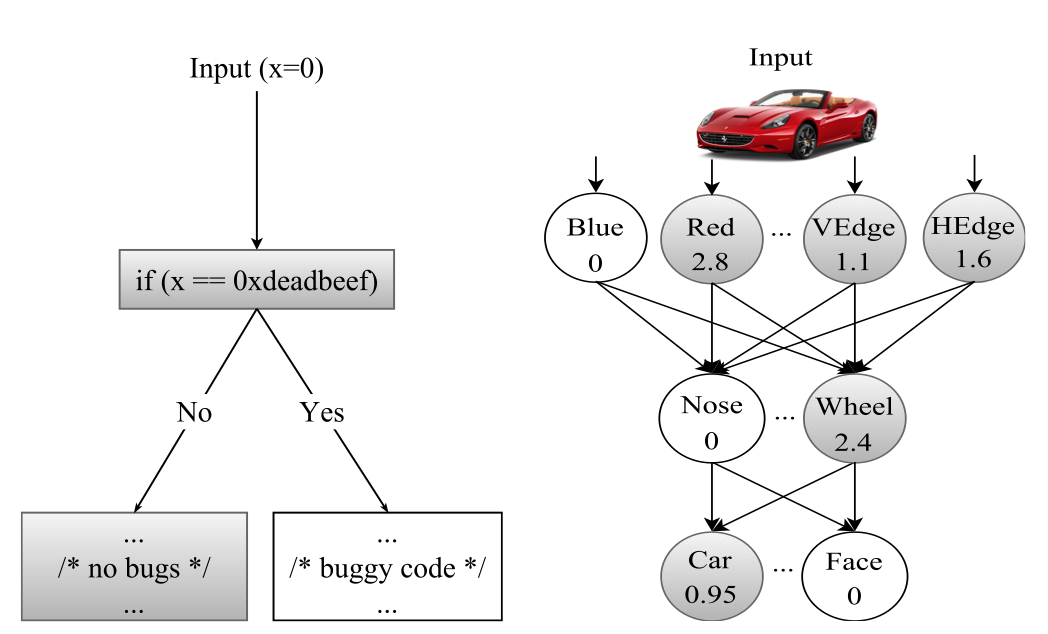 Input (x=0)
if (x == 0xdeadbeef)
No
Yes
...
/* no bugs */
...
...
/* buggy code */
...
Input
Blue
0
Red
2.8
...
VEdge
1.1
HEdge
1.6
Nose
0
...
Wheel
2.4
Car
0.95
...
Face
0